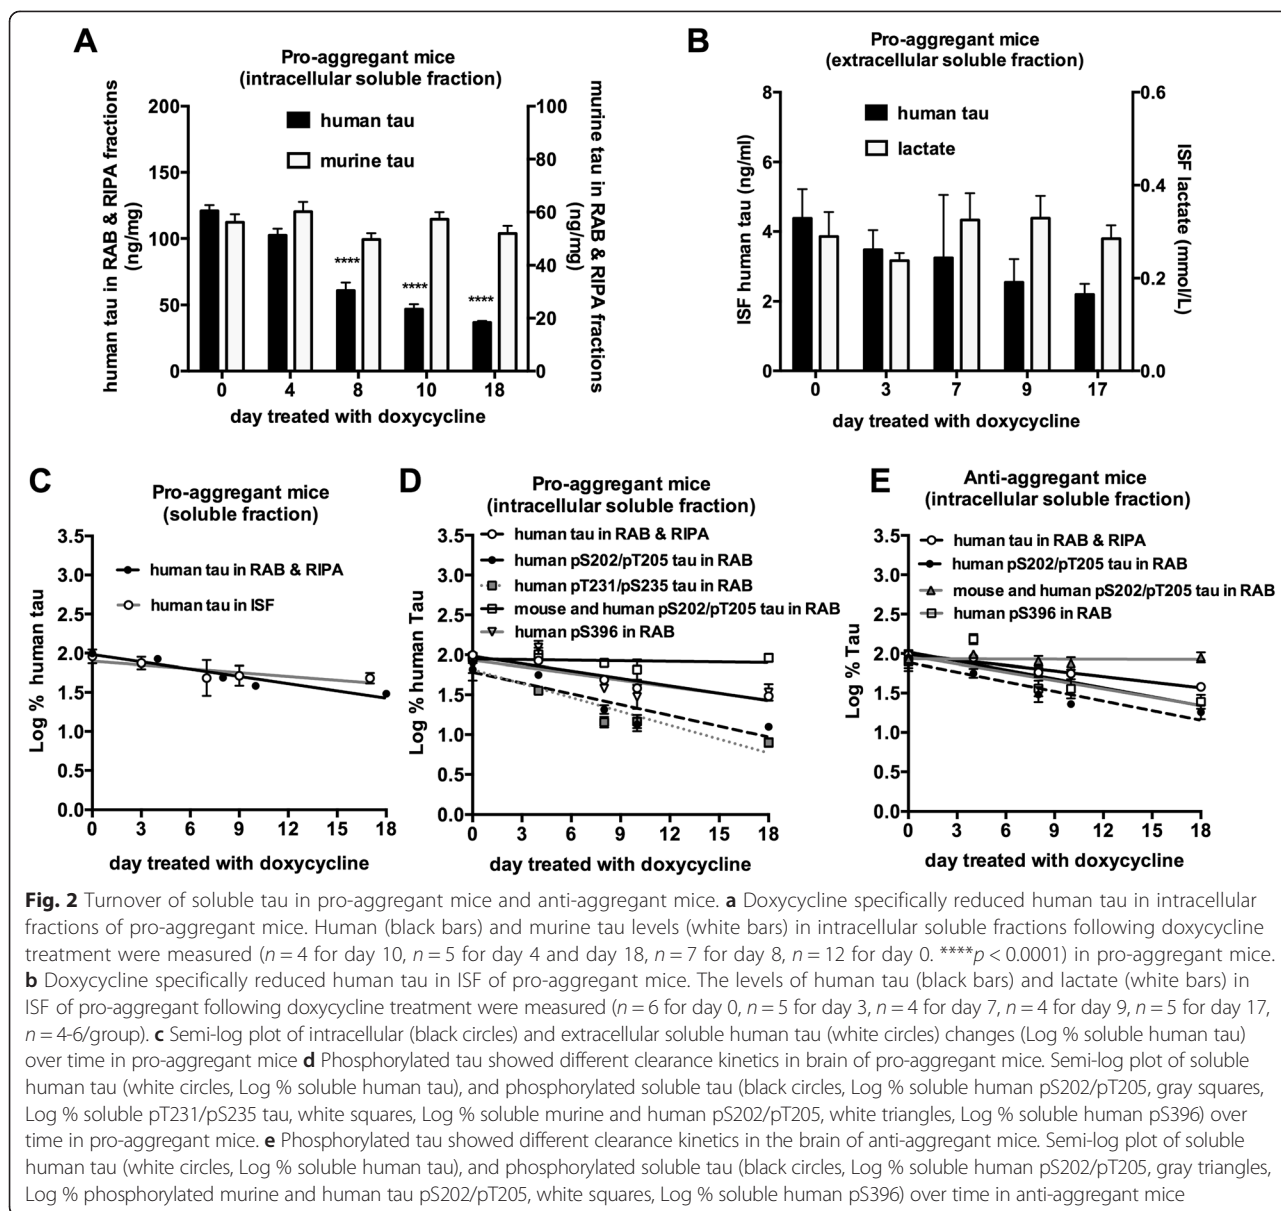 A
Pro-aggregant mice
(intracellular soluble fraction)
human tau in RAB & RIPA fractions
(ng/mg)
200
150
100
50
0
human tau
murine tau
****
****
****
100
80
60
40
20
0
murine tau in RAB & RIPA fractions
(ng/mg)
0 4 8 10 18
day treated with doxycycline
B
Pro-aggregant mice
(extracellular soluble fraction)
ISF human tau (ng/ml)
8
6
4
2
0
human tau
lactate
0.6
0.4
0.2
0.0
ISF lactate (mmol/L)
0 3 7 9 17
day treated with doxycycline
C
Pro-aggregant mice
(soluble fraction)
Log % human tau
3.5
3.0
2.5
2.0
1.5
1.0
0.5
0.0
human tau in RAB & RIPA
human tau in ISF
0 3 6 9 12 15 18
day treated with doxycycline
D
Pro-aggregant mice
(intracellular soluble fraction)
Log % human Tau
3.5
3.0
2.5
2.0
1.5
1.0
0.5
0.0
human tau in RAB & RIPA
human pS202/pT205 tau in RAB
human pT231/pS235 tau in RAB
mouse and human pS202/pT205 tau in RAB
human pS396 in RAB
0 3 6 9 12 15 18
day treated with doxycycline
E
Anti-aggregant mice
(intracellular soluble fraction)
Log % Tau
3.5
3.0
2.5
2.0
1.5
1.0
0.5
0.0
human tau in RAB & RIPA
human pS202/pT205 tau in RAB
mouse and human pS202/pT205 tau in RAB
human pS396 in RAB
0 3 6 9 12 15 18
day treated with doxycycline
Fig. 2 Turnover of soluble tau in pro-aggregant mice and anti-aggregant mice. a Doxycycline specifically reduced human tau in intracellular
fractions of pro-aggregant mice. Human (black bars) and murine tau levels (white bars) in intracellular soluble fractions following doxycycline
treatment were measured (n = 4 for day 10, n = 5 for day 4 and day 18, n = 7 for day 8, n = 12 for day 0. ****p < 0.0001) in pro-aggregant mice.
b Doxycycline specifically reduced human tau in ISF of pro-aggregant mice. The levels of human tau (black bars) and lactate (white bars) in
ISF of pro-aggregant following doxycycline treatment were measured (n = 6 for day 0, n = 5 for day 3, n = 4 for day 7, n = 4 for day 9, n = 5 for day 17,
n = 4-6/group). c Semi-log plot of intracellular (black circles) and extracellular soluble human tau (white circles) changes (Log % soluble human tau)
over time in pro-aggregant mice d Phosphorylated tau showed different clearance kinetics in brain of pro-aggregant mice. Semi-log plot of soluble
human tau (white circles, Log % soluble human tau), and phosphorylated soluble tau (black circles, Log % soluble human pS202/pT205, gray squares,
Log % soluble pT231/pS235 tau, white squares, Log % soluble murine and human pS202/pT205, white triangles, Log % soluble human pS396) over
time in pro-aggregant mice. e Phosphorylated tau showed different clearance kinetics in the brain of anti-aggregant mice. Semi-log plot of soluble
human tau (white circles, Log % soluble human tau), and phosphorylated soluble tau (black circles, Log % soluble human pS202/pT205, gray triangles,
Log % phosphorylated murine and human tau pS202/pT205, white squares, Log % soluble human pS396) over time in anti-aggregant mice